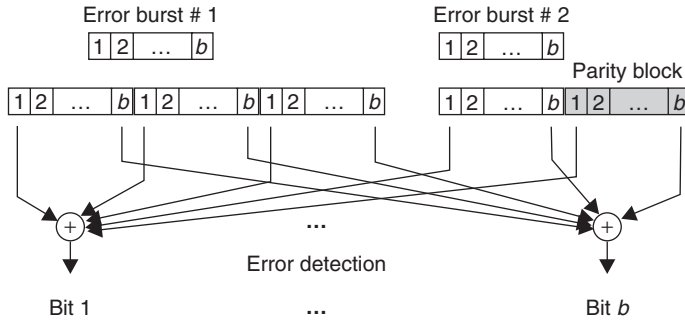 Error burst # 1 Error burst # 2
1 2 ... b 1 2 ... b
Parity block
1 2 ... b 1 2 ... b 1 2 ... b 1 2 ... b 1 2 ... b
+ ... +
Error detection
Bit 1 ... Bit b